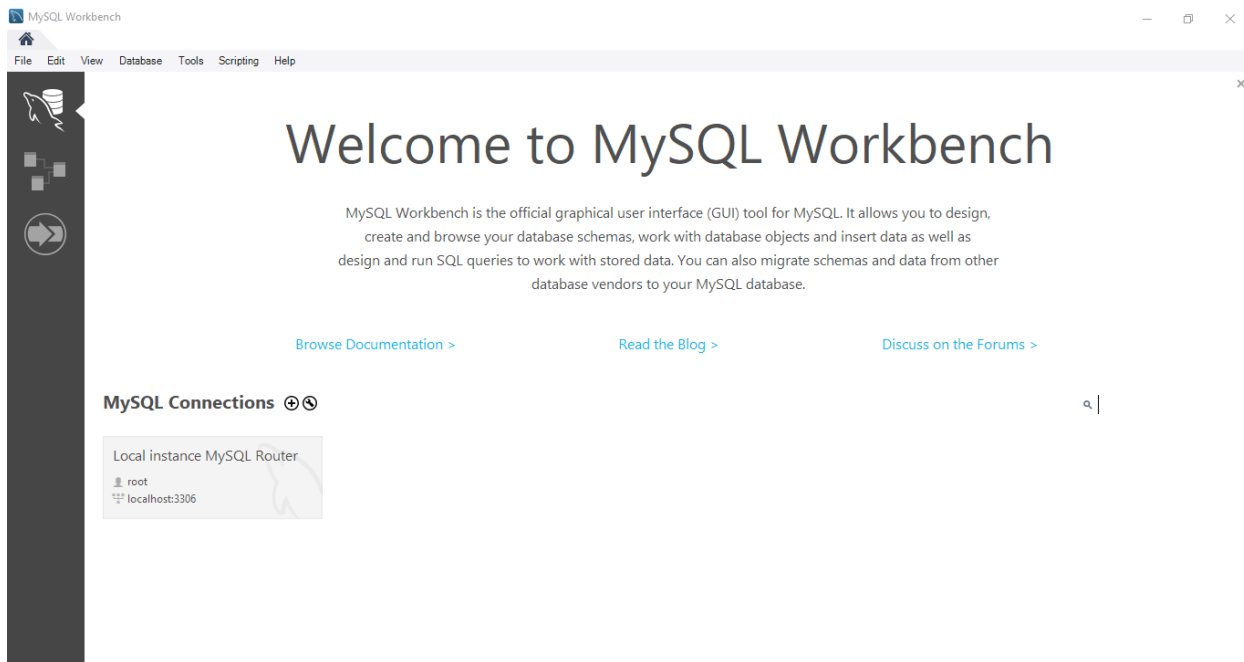 MySQL Workbench
File Edit View Database Tools Scripting Help
Welcome to MySQL Workbench
MySQL Workbench is the official graphical user interface (GUI) tool for MySQL. It allows you to design,
create and browse your database schemas, work with database objects and insert data as well as
design and run SQL queries to work with stored data. You can also migrate schemas and data from other
database vendors to your MySQL database.
Browse Documentation > Read the Blog > Discuss on the Forums >
MySQL Connections
Local instance MySQL Router
root
localhost:3306